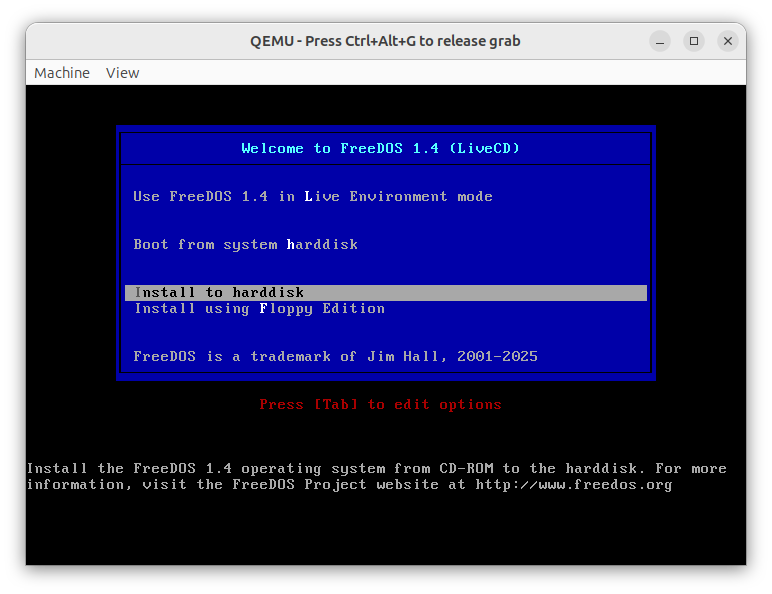 QEMU - Press Ctrl+Alt+G to release grab
Machine View
Welcome to FreeDOS 1.4 (LiveCD)
Use FreeDOS 1.4 in Live Environment mode
Boot from system harddisk
Install to harddisk
Install using Floppy Edition
FreeDOS is a trademark of Jim Hall, 2001-2025
Press [Tab] to edit options
Install the FreeDOS 1.4 operating system from CD-ROM to the harddisk. For more
information, visit the FreeDOS Project website at http://www.freedos.org